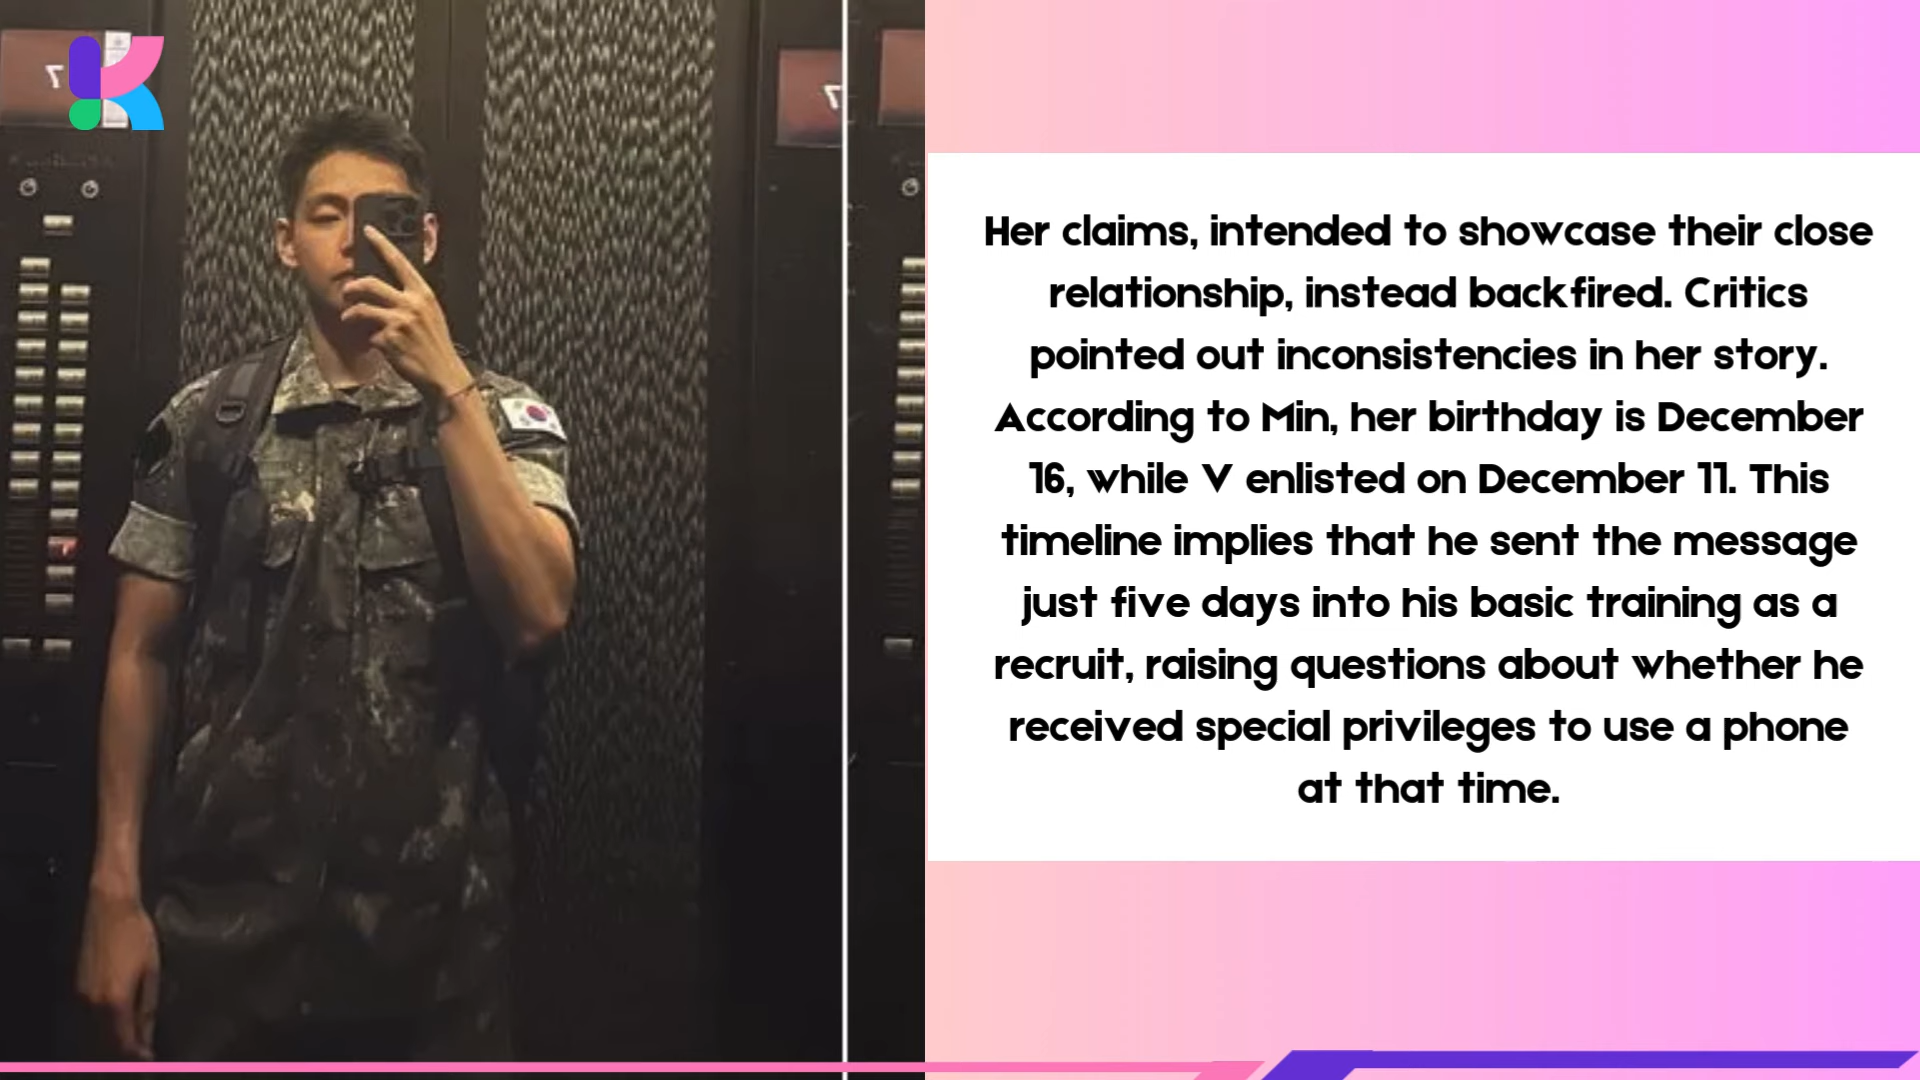 Her claims, intended to showcase their close
relationship, instead backfired. Critics
pointed out inconsistencies in her story.
According to Min, her birthday is December
16, while V enlisted on December 11. This
timeline implies that he sent the message
just five days into his basic training as a
recruit, raising questions about whether he
received special privileges to use a phone
at that time.